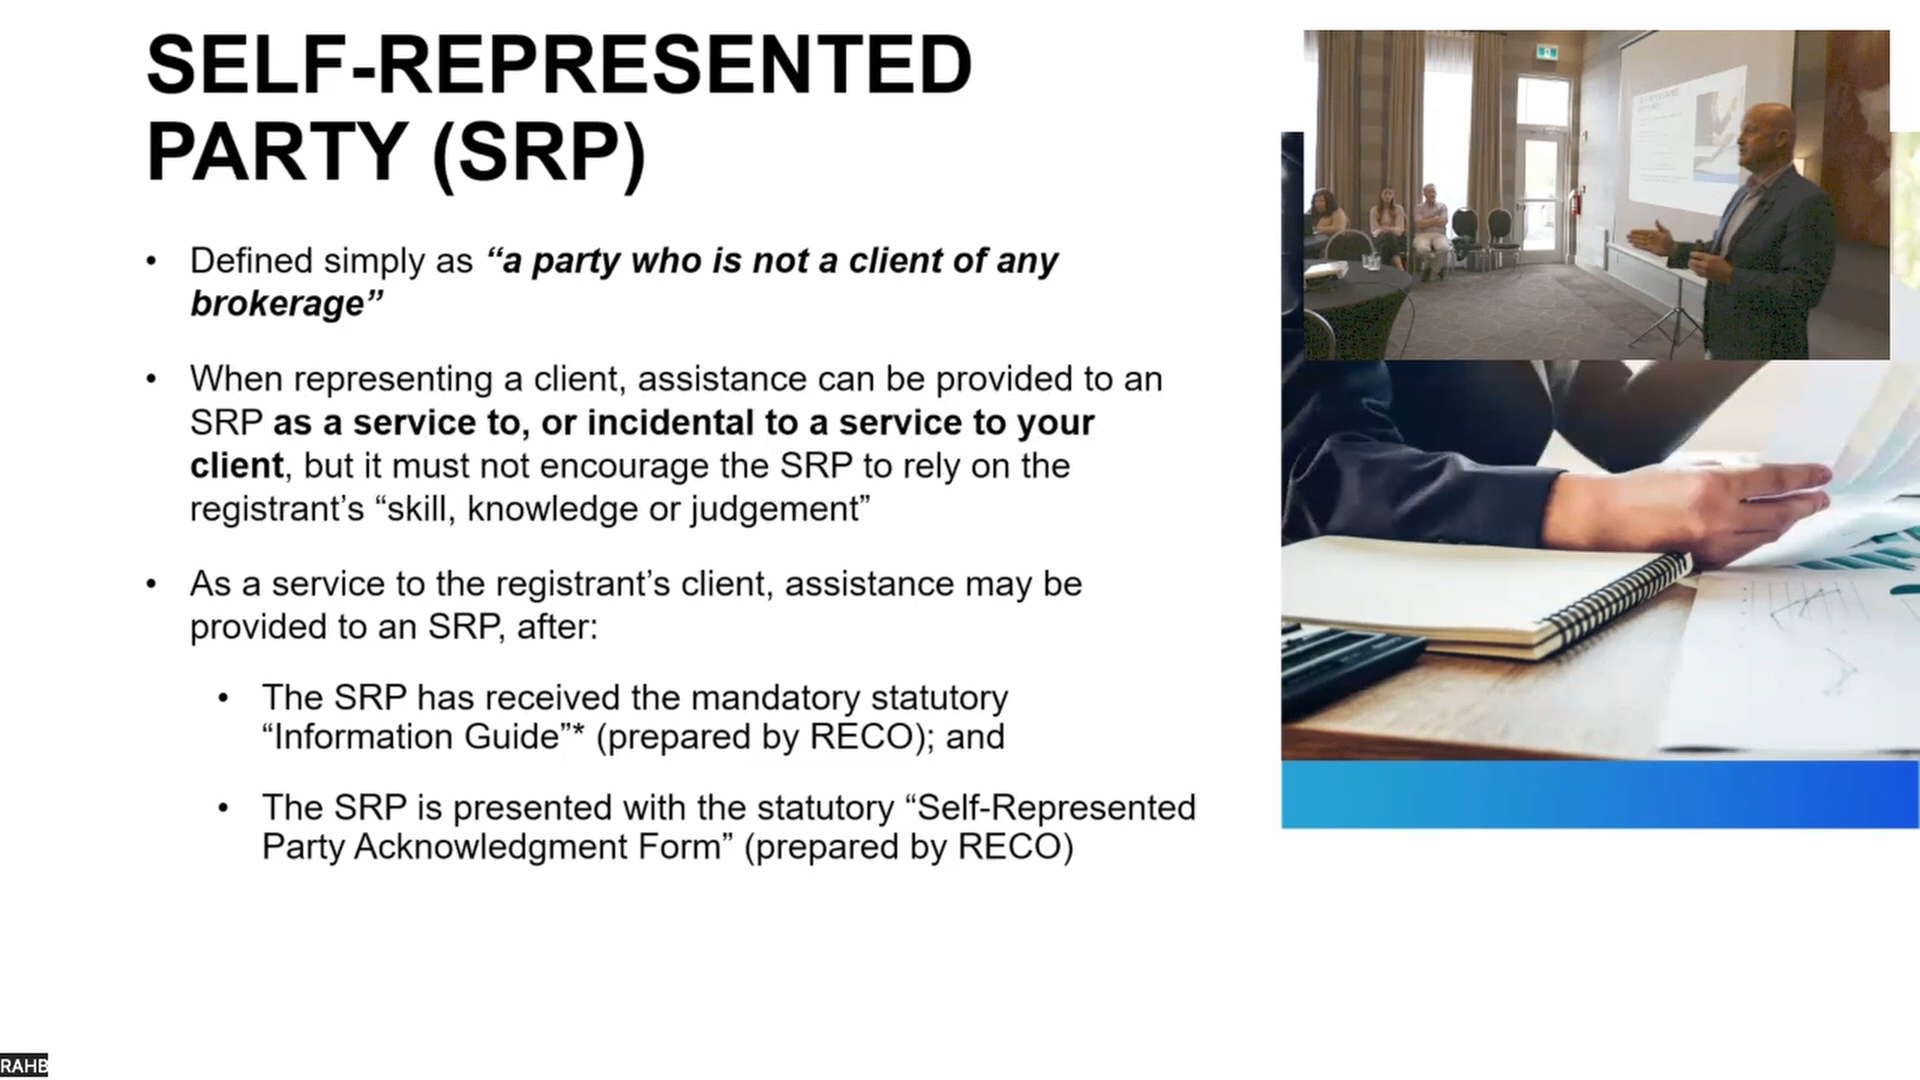 SELF-REPRESENTED
PARTY (SRP)
• Defined simply as “a party who is not a client of any
brokerage”
• When representing a client, assistance can be provided to an
SRP as a service to, or incidental to a service to your
client, but it must not encourage the SRP to rely on the
registrant’s “skill, knowledge or judgement”
• As a service to the registrant’s client, assistance may be
provided to an SRP, after:
• The SRP has received the mandatory statutory
“Information Guide”* (prepared by RECO); and
• The SRP is presented with the statutory “Self-Represented
Party Acknowledgment Form” (prepared by RECO)
RAHB